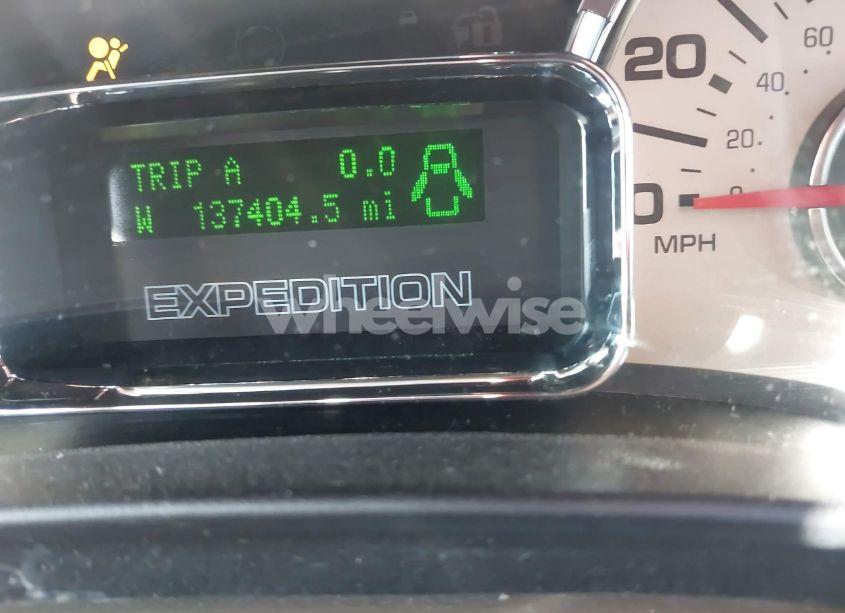 TRIP A 0.0
W 137404.5 mi
EXPEDITION
wheelwise
20
0
MPH
60
40
20
0